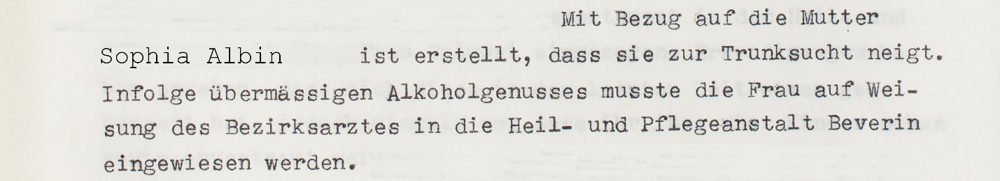 Mit Bezug auf die Mutter
Sophia Albin ist erstellt, dass sie zur Trunksucht neigt.
Infolge übermässigen Alkoholgenusses musste die Frau auf Wei-
sung des Bezirksarztes in die Heil- und Pflegeanstalt Beverin
eingewiesen werden.